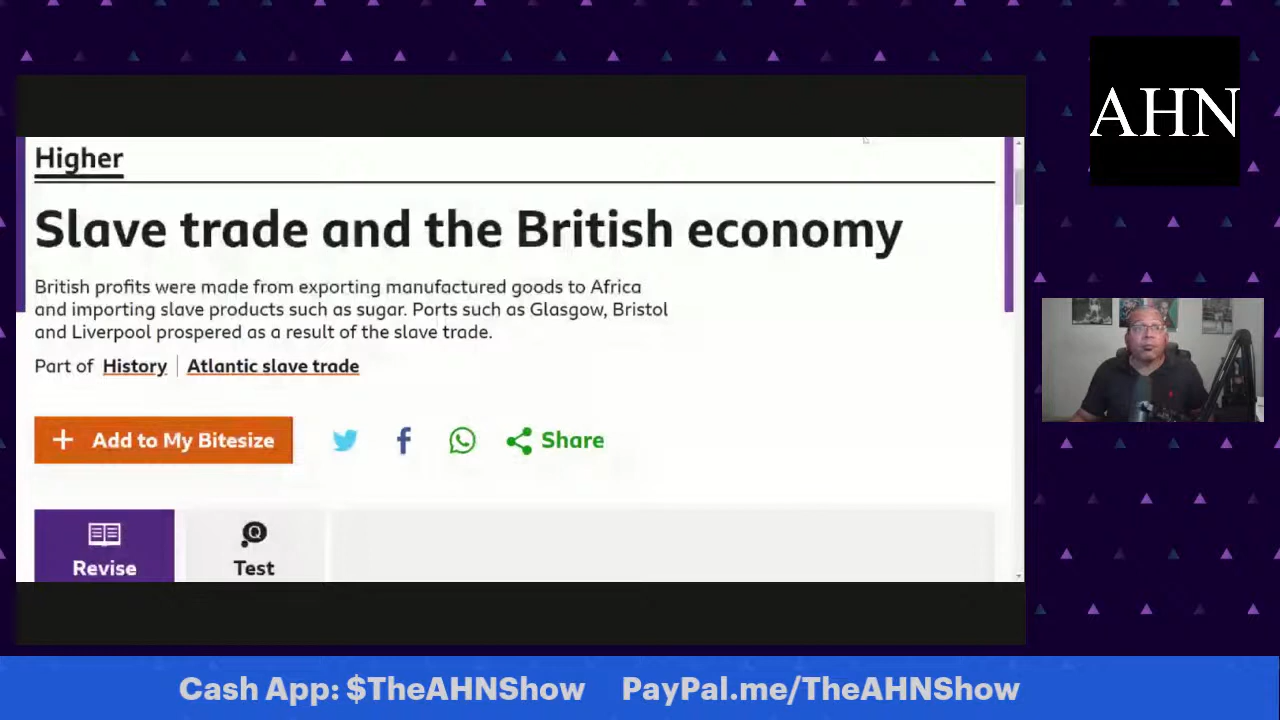 AHN
Higher
Slave trade and the British economy
British profits were made from exporting manufactured goods to Africa
and importing slave products such as sugar. Ports such as Glasgow, Bristol
and Liverpool prospered as a result of the slave trade.
Part of History | Atlantic slave trade
+ Add to My Bitesize
Share
Revise
Q
Test
Cash App: $TheAHNShow PayPal.me/TheAHNShow